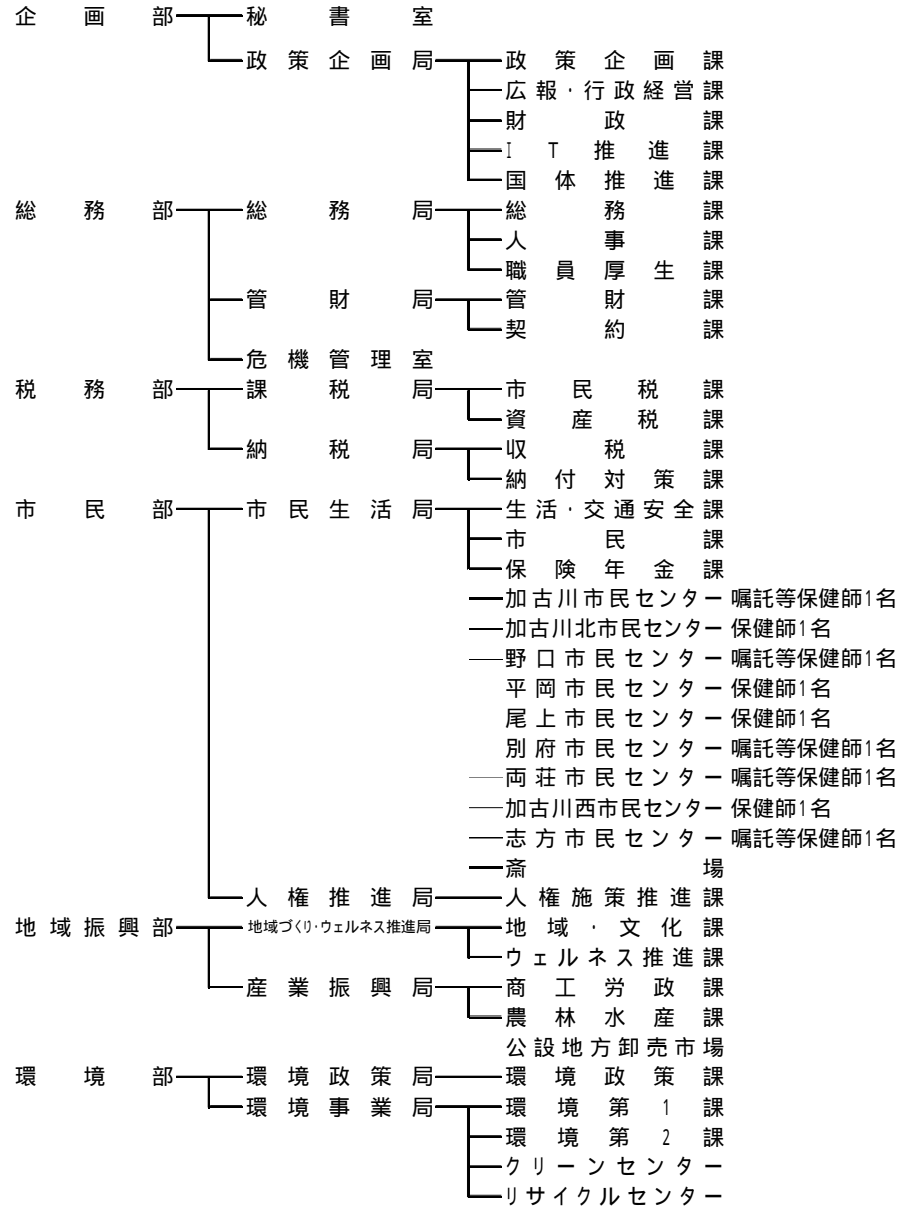 企画部 秘書室
政策企画局 政策企画課
広報・行政経営課
財政課
IT推進課
国体推進課
総務部 総務局 総務課
人事課
職員厚生課
管財局 管財課
契約課
危機管理室
税務部 課税局 市民税課
資産税課
納税局 収税課
納付対策課
市民部 市民生活局 生活・交通安全課
市民課
保険年金課
加古川市民センター 嘱託等保健師1名
加古川北市民センター 保健師1名
野口市民センター 嘱託等保健師1名
平岡市民センター 保健師1名
尾上市民センター 保健師1名
別府市民センター 嘱託等保健師1名
両荘市民センター 嘱託等保健師1名
加古川西市民センター 保健師1名
志方市民センター 嘱託等保健師1名
斎場
人権推進局 人権施策推進課
地域振興部 地域づくり・ウェルネス推進局 地域・文化課
ウェルネス推進課
産業振興局 商工労政課
農林水産課
公設地方卸売市場
環境部 環境政策局 環境政策課
環境事業局 環境第1課
環境第2課
クリーンセンター
リサイクルセンター